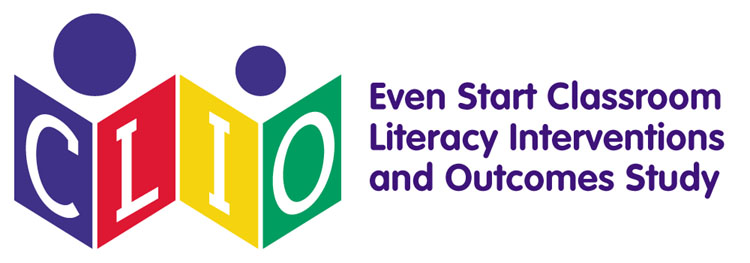 CLIO
Even Start Classroom
Literacy Interventions
and Outcomes Study